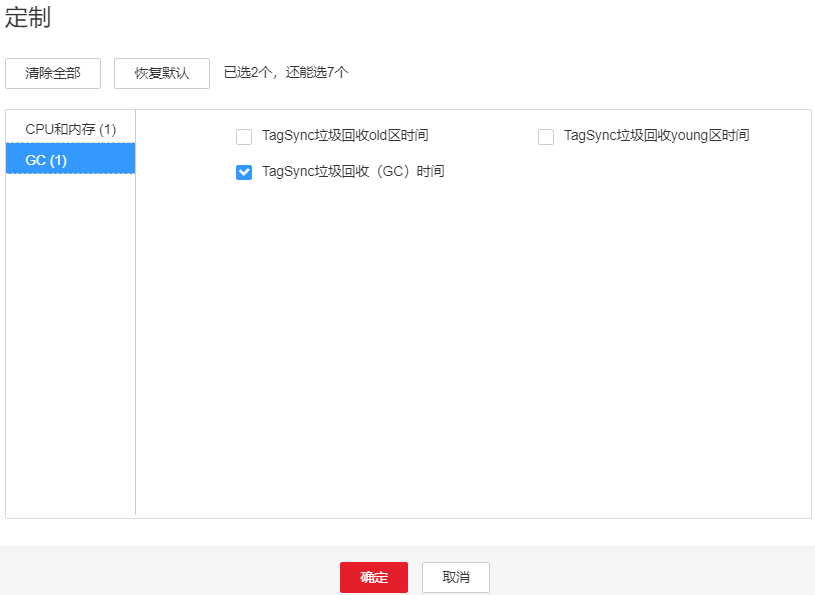 定制
清除全部 恢复默认 已选2个，还能选7个
CPU和内存 (1)
GC (1)
TagSync垃圾回收old区时间 TagSync垃圾回收young区时间
TagSync垃圾回收（GC）时间
确定 取消